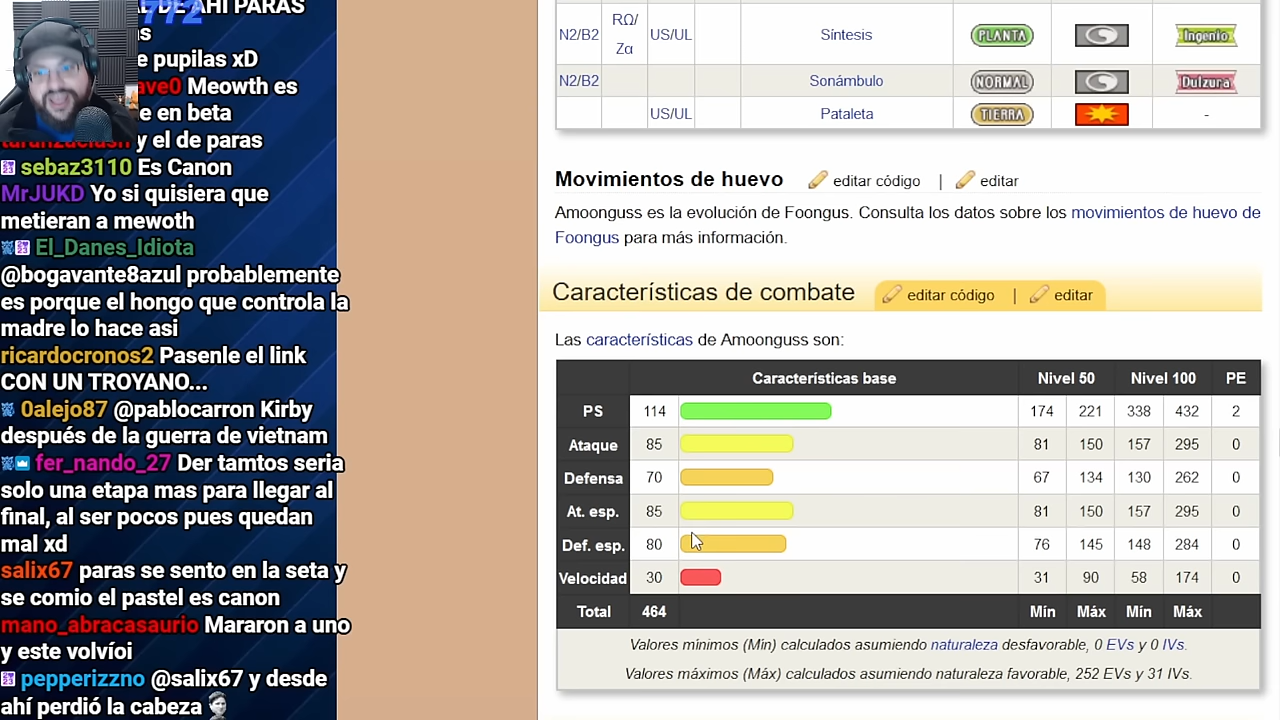 DE AHI PARAS
772
as
e pupilas xD
ave0 Meowth es
e en beta
y el de paras
sebaz3110 Es Canon
MrJUKD Yo si quisiera que
metieran a mewoth
El_Danes_Idiota
@bogavante8azul probablemente
es porque el hongo que controla la
madre lo hace asi
ricardocronos2 Pasenle el link
CON UN TROYANO...
0alejo87 @pablocarron Kirby
después de la guerra de vietnam
fer_nando_27 Der tamtos seria
solo una etapa mas para llegar al
final, al ser pocos pues quedan
mal xd
salix67 paras se sento en la seta y
se comio el pastel es canon
mano_abracasaurio Mararon a uno
y este volvíoi
pepperizzno @salix67 y desde
ahí perdió la cabeza
N2/B2 RΩ/ Zα US/UL Síntesis PLANTA Ingenio
N2/B2 Sonámbulo NORMAL Dulzura
US/UL Pataleta TIERRA -
Movimientos de huevo editar código | editar
Amoonguss es la evolución de Foongus. Consulta los datos sobre los movimientos de huevo de
Foongus para más información.
Características de combate editar código | editar
Las características de Amoonguss son:
Características base Nivel 50 Nivel 100 PE
PS 114 174 221 338 432 2
Ataque 85 81 150 157 295 0
Defensa 70 67 134 130 262 0
At. esp. 85 81 150 157 295 0
Def. esp. 80 76 145 148 284 0
Velocidad 30 31 90 58 174 0
Total 464 Mín Máx Mín Máx
Valores mínimos (Mín) calculados asumiendo naturaleza desfavorable, 0 EVs y 0 IVs.
Valores máximos (Máx) calculados asumiendo naturaleza favorable, 252 EVs y 31 IVs.